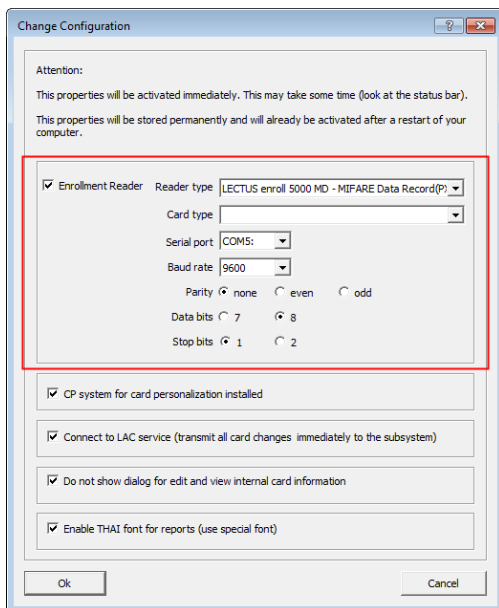 Change Configuration
Attention:
This properties will be activated immediately. This may take some time (look at the status bar).
This properties will be stored permanently and will already be activated after a restart of your
computer.
Enrollment Reader Reader type LECTUS enroll 5000 MD - MIFARE Data Record(P
Card type
Serial port COM5:
Baud rate 9600
Parity none even odd
Data bits 7 8
Stop bits 1 2
CP system for card personalization installed
Connect to LAC service (transmit all card changes immediately to the subsystem)
Do not show dialog for edit and view internal card information
Enable THAI font for reports (use special font)
Ok Cancel